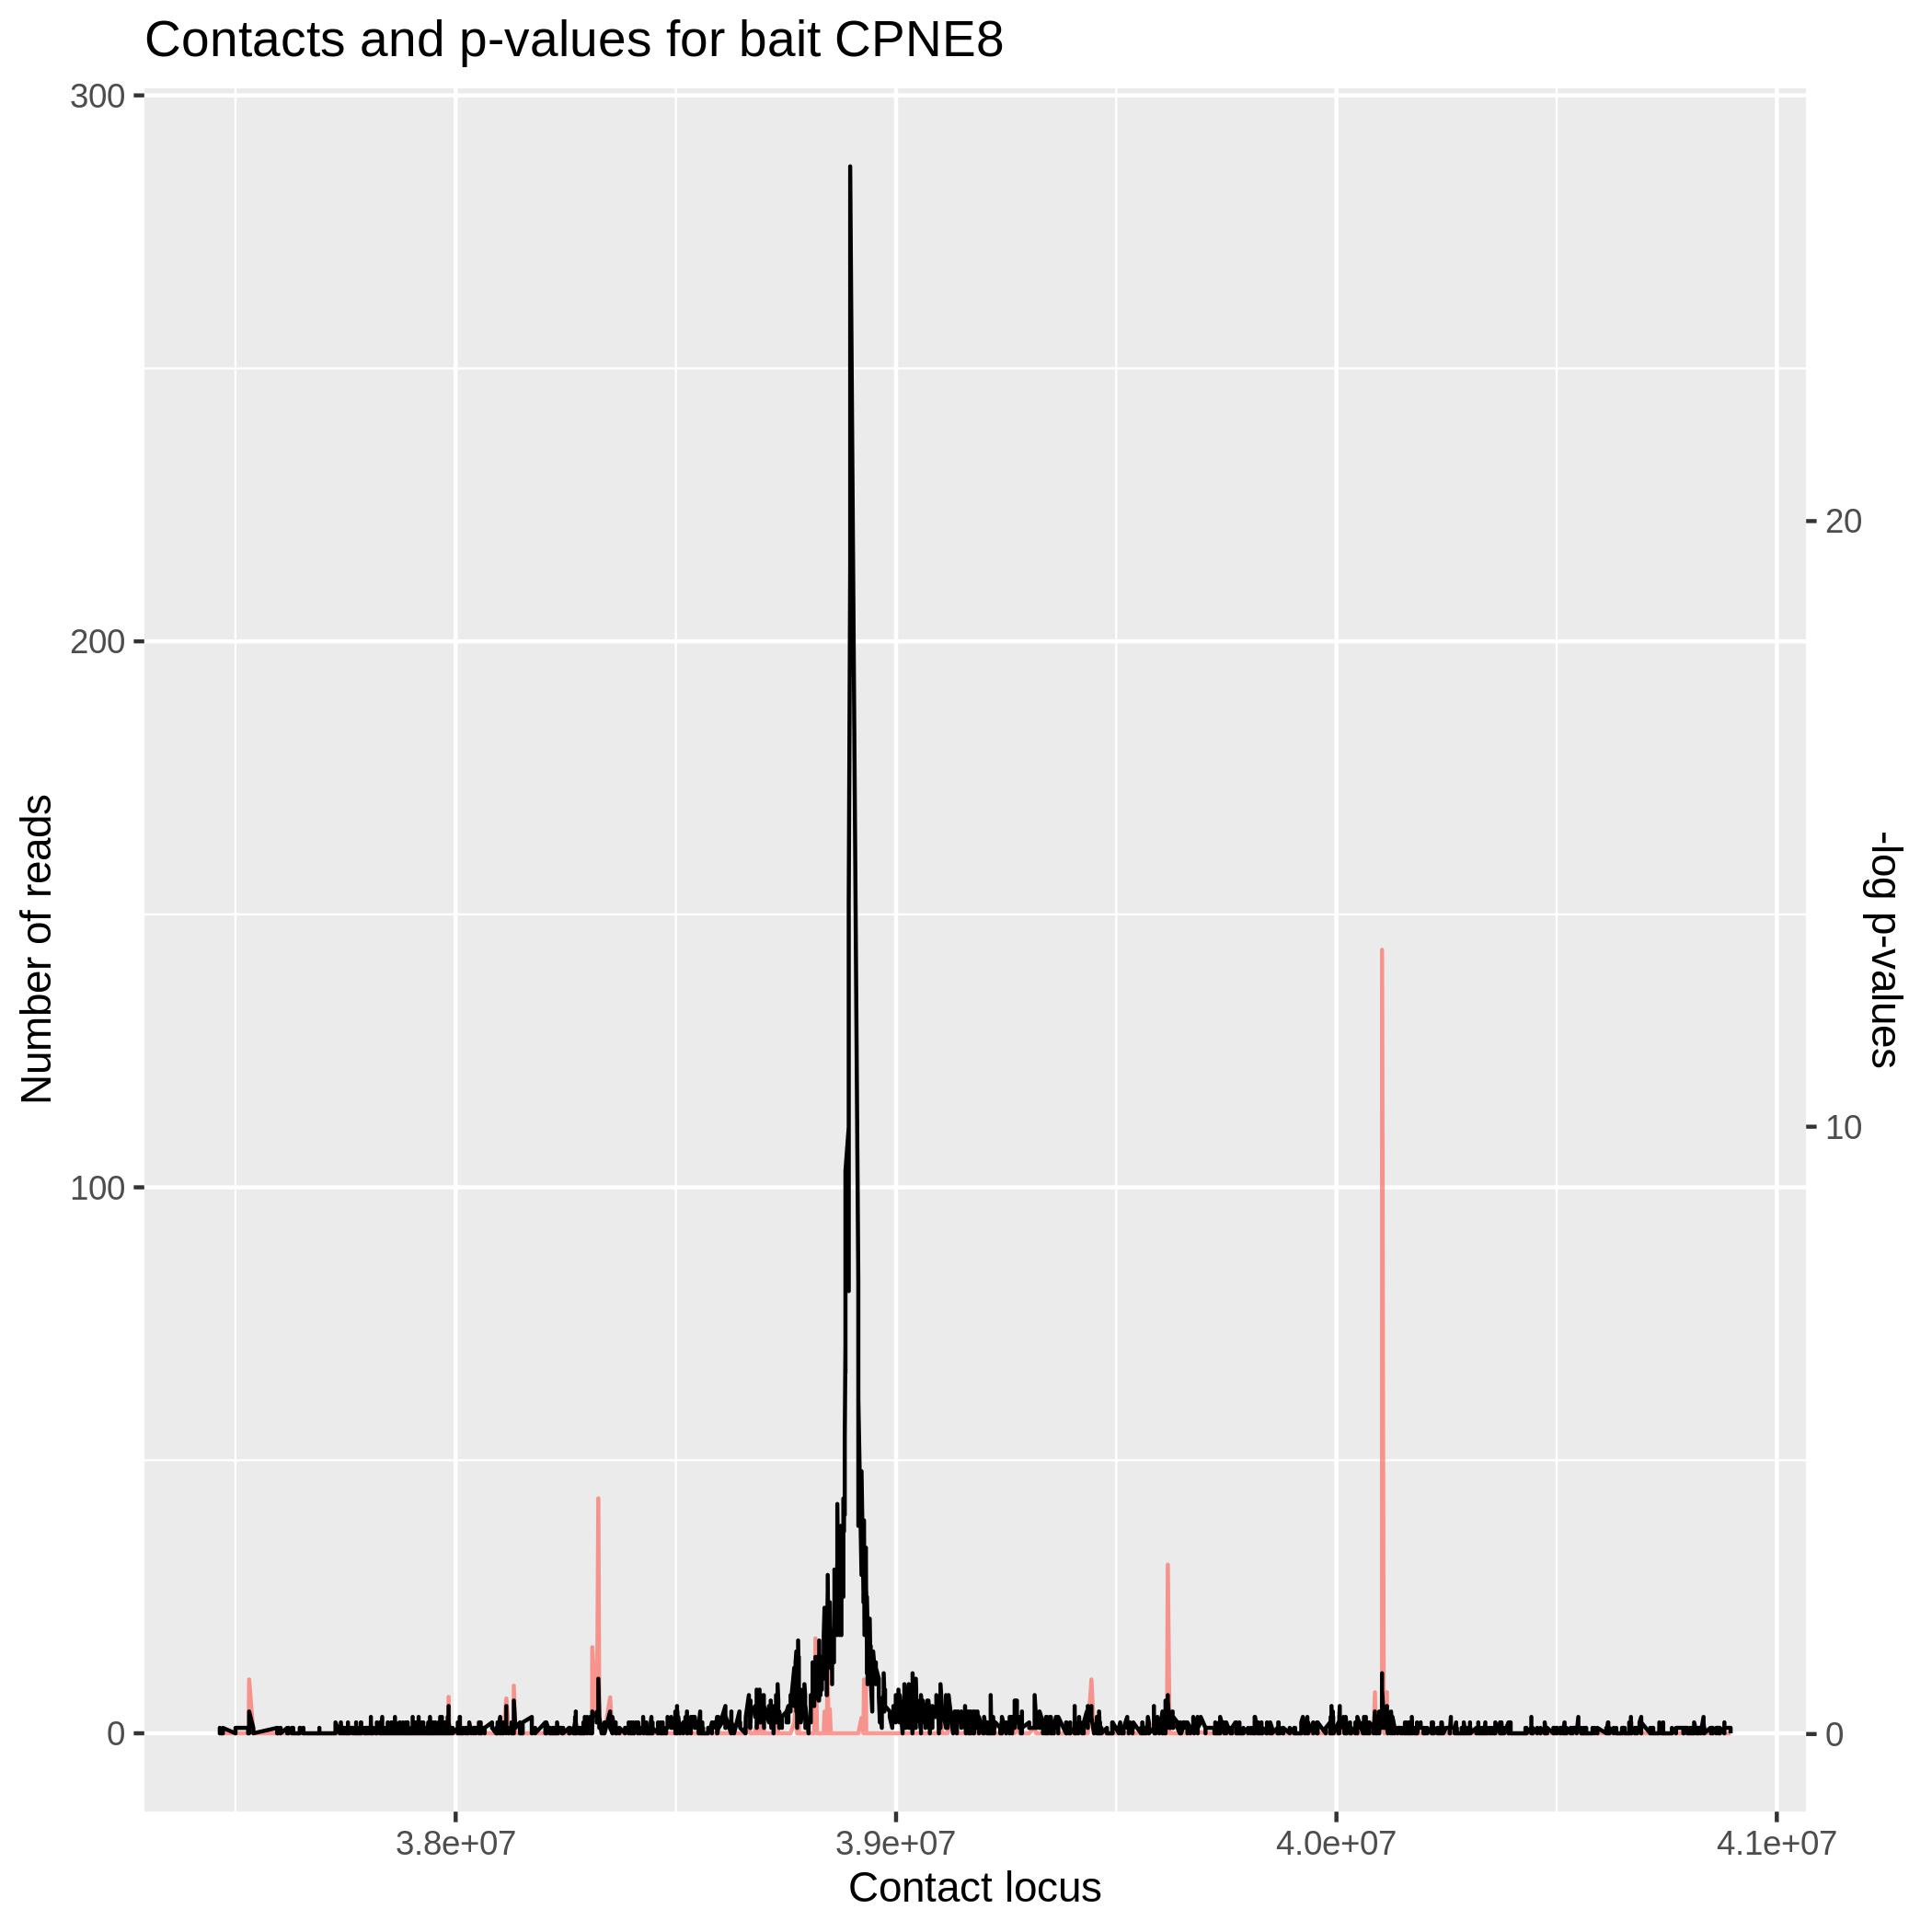 Contacts and p-values for bait CPNE8
300
200
100
0
Number of reads
20
10
0
-log p-values
3.8e+07
3.9e+07
4.0e+07
4.1e+07
Contact locus